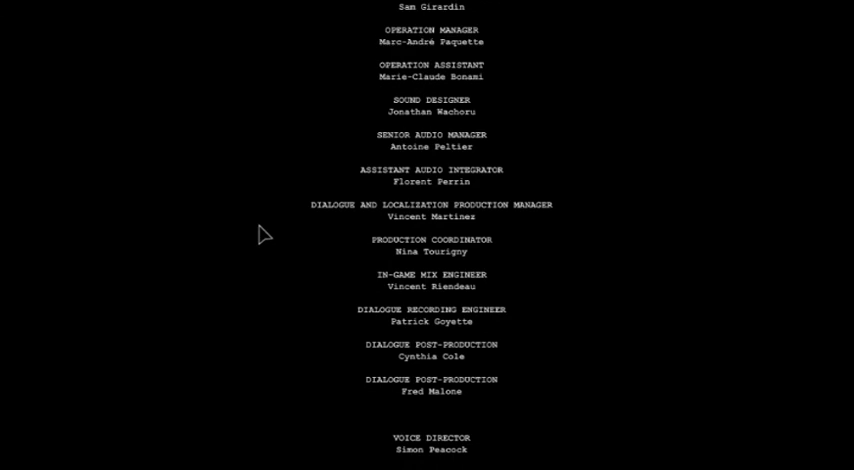 Sam Girardin
OPERATION MANAGER
Marc-André Paquette
OPERATION ASSISTANT
Marie-Claude Bonami
SOUND DESIGNER
Jonathan Wachoru
SENIOR AUDIO MANAGER
Antoine Peltier
ASSISTANT AUDIO INTEGRATOR
Florent Perrin
DIALOGUE AND LOCALIZATION PRODUCTION MANAGER
Vincent Martinez
PRODUCTION COORDINATOR
Nina Tourigny
IN-GAME MIX ENGINEER
Vincent Riendeau
DIALOGUE RECORDING ENGINEER
Patrick Goyette
DIALOGUE POST-PRODUCTION
Cynthia Cole
DIALOGUE POST-PRODUCTION
Fred Malone
VOICE DIRECTOR
Simon Peacock